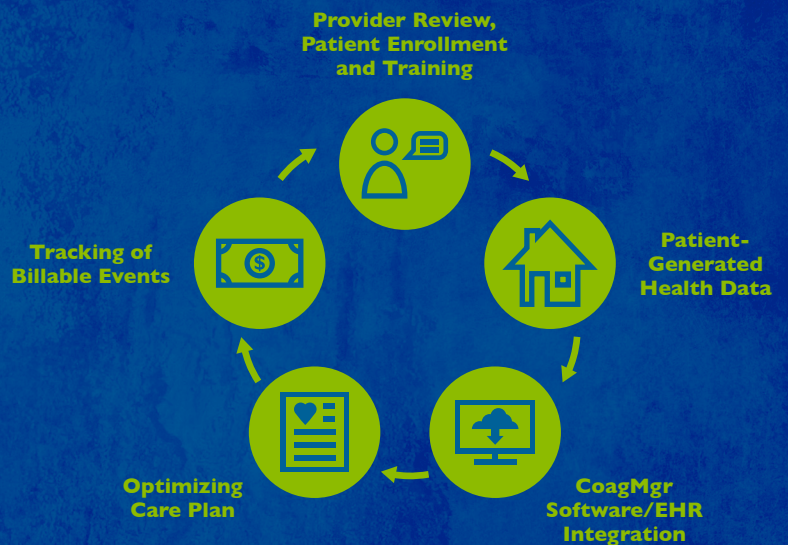 Provider Review,
Patient Enrollment
and Training
Patient-
Generated
Health Data
CoagMgr
Software/EHR
Integration
Optimizing
Care Plan
Tracking of
Billable Events
$